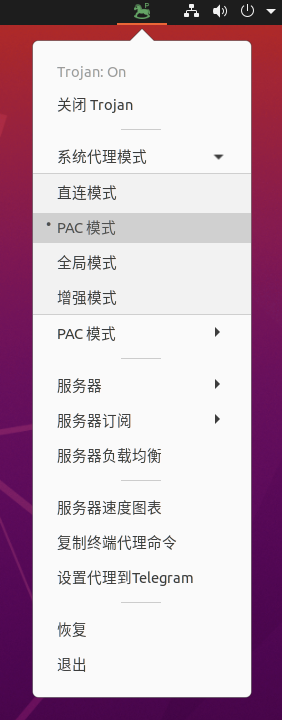 P
Trojan: On
关闭 Trojan
系统代理模式
直连模式
PAC 模式
全局模式
增强模式
PAC 模式
服务器
服务器订阅
服务器负载均衡
服务器速度图表
复制终端代理命令
设置代理到Telegram
恢复
退出